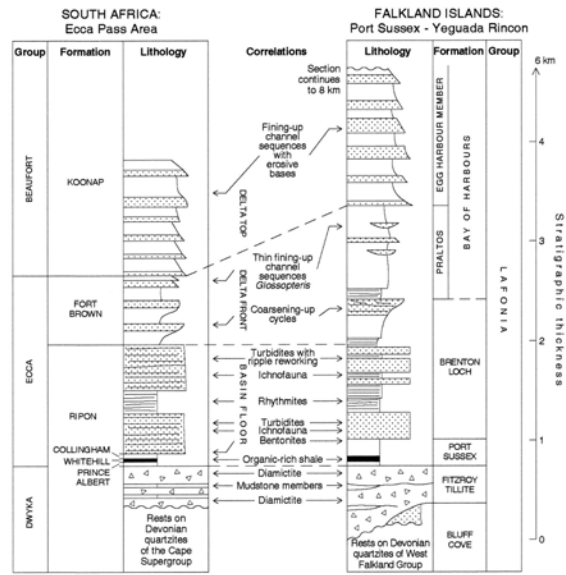 SOUTH AFRICA:
Ecca Pass Area
FALKLAND ISLANDS:
Port Sussex - Yeguada Rincon
Group
Formation
Lithology
Correlations
Lithology
Formation
Group
BEAUFORT
ECCA
DWYKA
KOONAP
FORT
BROWN
RIPON
COLLINGHAM
WHITEHILL
PRINCE
ALBERT
Rests on
Devonian
quartzites
of the Cape
Supergroup
Section
continues
to 8 km
Fining-up
channel
sequences
with
erosive
bases
DELTA TOP
Thin fining-up
channel
sequences
Glossopteris
DELTA FRONT
Coarsening-up
cycles
Turbidites with
ripple reworking
Ichnofauna
BASIN FLOOR
Rhythmites
Turbidites
Ichnofauna
Bentonites
Organic-rich shale
Diamictite
Mudstone members
Diamictite
Rests on Devonian
quartzites of West
Falkland Group
EGG HARBOUR MEMBER
PRALTOS
BAY OF HARBOURS
BRENTON
LOCH
PORT
SUSSEX
FITZROY
TILLITE
BLUFF
COVE
LAFONIA
6 km
4
3
2
1
0
Stratigraphic thickness